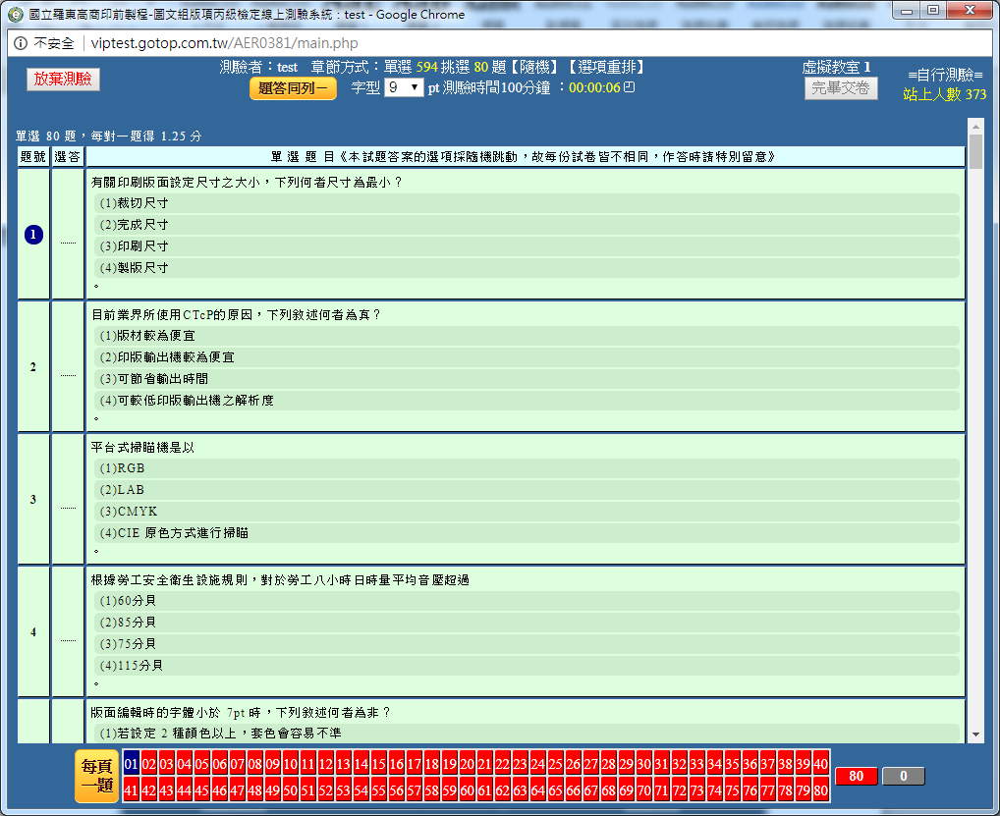 國立羅東高商印前製程-圖文組版項丙級檢定線上測驗系統：test - Google Chrome
不安全 | viptest.gotop.com.tw/AER0381/main.php
放棄測驗
測驗者：test 章節方式：單選 594 挑選 80 題【隨機】【選項重排】
題答同列－ 字型 9 pt 測驗時間100分鐘：00:00:06
虛擬教室 1
完畢交卷
≡自行測驗≡
站上人數 373
單選 80 題，每對一題得 1.25 分
題號 選答 單 選 題 目《本試題答案的選項採隨機跳動，故每份試卷皆不相同，作答時請特別留意》
1 ...... 有關印刷版面設定尺寸之大小，下列何者尺寸為最小？
(1)裁切尺寸
(2)完成尺寸
(3)印刷尺寸
(4)製版尺寸
。
2 ...... 目前業界所使用CTcP的原因，下列敘述何者為真？
(1)版材較為便宜
(2)印版輸出機較為便宜
(3)可節省輸出時間
(4)可較低印版輸出機之解析度
。
3 ...... 平台式掃瞄機是以
(1)RGB
(2)LAB
(3)CMYK
(4)CIE 原色方式進行掃瞄
。
4 ...... 根據勞工安全衛生設施規則，對於勞工八小時日時量平均音壓超過
(1)60分貝
(2)85分貝
(3)75分貝
(4)115分貝
。
版面編輯時的字體小於 7pt 時，下列敘述何者為非？
(1)若設定 2 種顏色以上，套色會容易不準
每頁一題
01 02 03 04 05 06 07 08 09 10 11 12 13 14 15 16 17 18 19 20 21 22 23 24 25 26 27 28 29 30 31 32 33 34 35 36 37 38 39 40
41 42 43 44 45 46 47 48 49 50 51 52 53 54 55 56 57 58 59 60 61 62 63 64 65 66 67 68 69 70 71 72 73 74 75 76 77 78 79 80
80 0